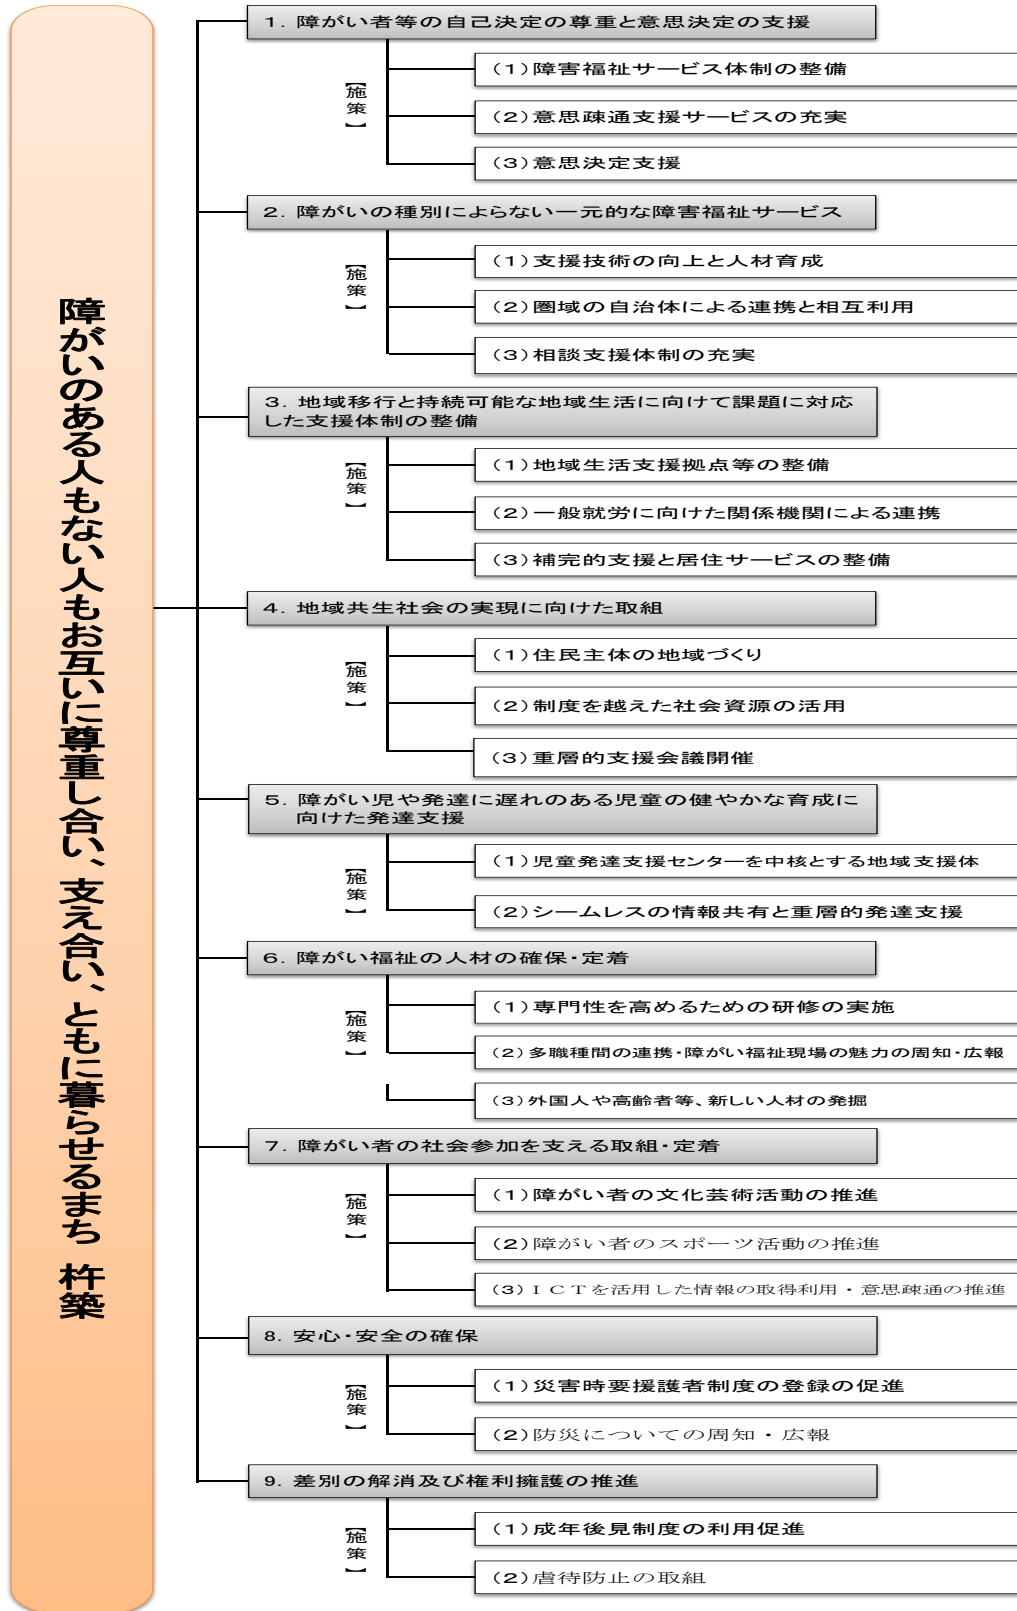 障がいのある人もない人もお互いに尊重し合い、支え合い、ともに暮らせるまち 杵築
1. 障がい者等の自己決定の尊重と意思決定の支援
【施策】
(1)障害福祉サービス体制の整備
(2)意思疎通支援サービスの充実
(3)意思決定支援
2. 障がいの種別によらない一元的な障害福祉サービス
【施策】
(1)支援技術の向上と人材育成
(2)圏域の自治体による連携と相互利用
(3)相談支援体制の充実
3. 地域移行と持続可能な地域生活に向けて課題に対応
した支援体制の整備
【施策】
(1)地域生活支援拠点等の整備
(2)一般就労に向けた関係機関による連携
(3)補完的支援と居住サービスの整備
4. 地域共生社会の実現に向けた取組
【施策】
(1)住民主体の地域づくり
(2)制度を越えた社会資源の活用
(3)重層的支援会議開催
5. 障がい児や発達に遅れのある児童の健やかな育成に
向けた発達支援
【施策】
(1)児童発達支援センターを中核とする地域支援体
(2)シームレスの情報共有と重層的発達支援
6. 障がい福祉の人材の確保・定着
【施策】
(1)専門性を高めるための研修の実施
(2)多職種間の連携・障がい福祉現場の魅力の周知・広報
(3)外国人や高齢者等、新しい人材の発掘
7. 障がい者の社会参加を支える取組・定着
【施策】
(1)障がい者の文化芸術活動の推進
(2)障がい者のスポーツ活動の推進
(3)ＩＣＴを活用した情報の取得利用・意思疎通の推進
8. 安心・安全の確保
【施策】
(1)災害時要援護者制度の登録の促進
(2)防災についての周知・広報
9. 差別の解消及び権利擁護の推進
【施策】
(1)成年後見制度の利用促進
(2)虐待防止の取組